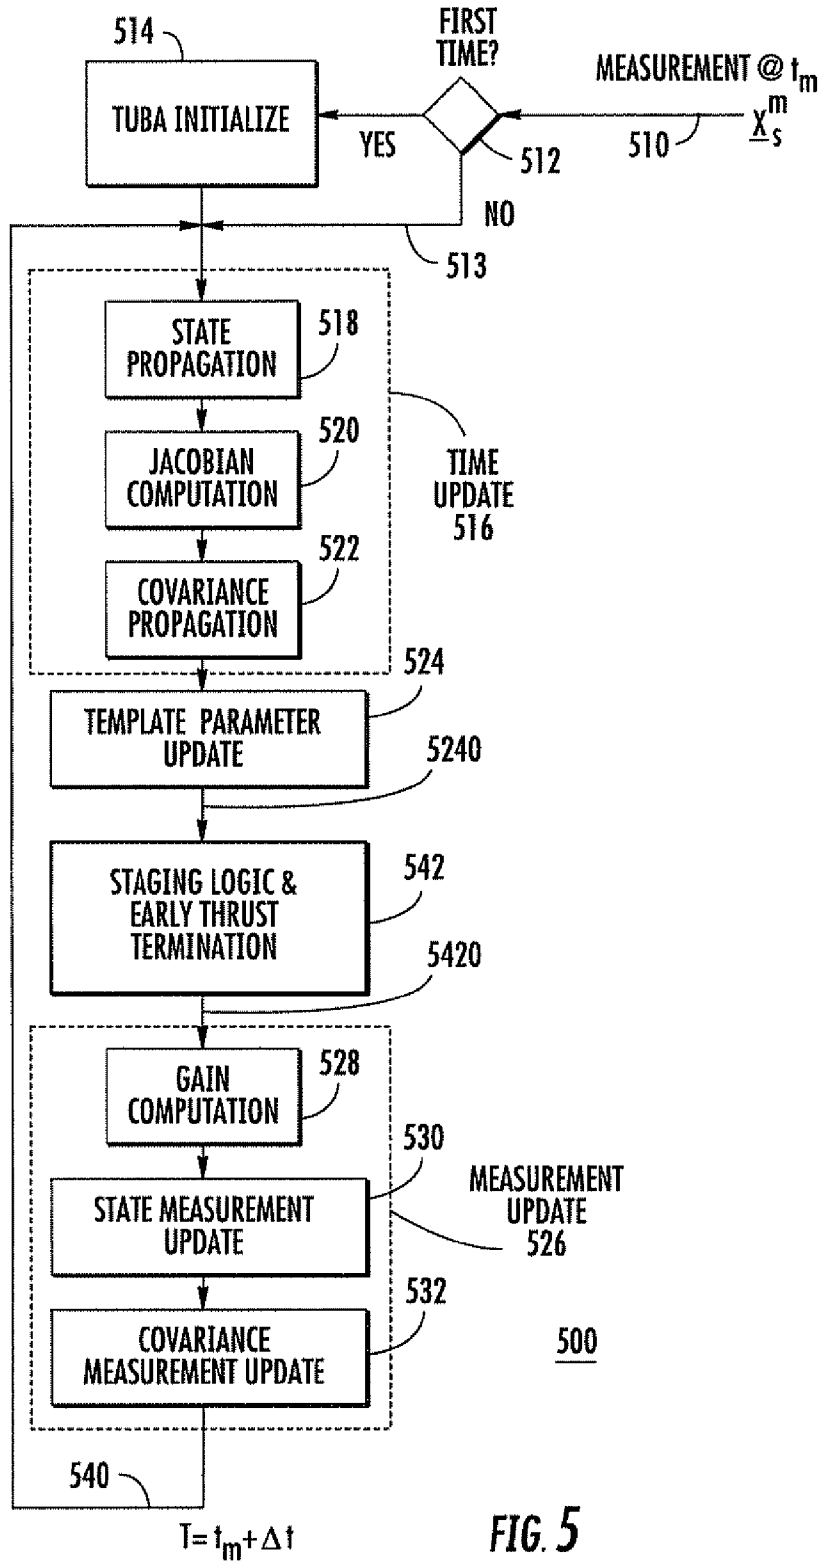 514
FIRST
TIME?
MEASUREMENT @ tm
TUBA INITIALIZE
YES
512
510
X̲ₛᵐ
NO
513
STATE
PROPAGATION
518
JACOBIAN
COMPUTATION
520
TIME
UPDATE
516
COVARIANCE
PROPAGATION
522
524
TEMPLATE PARAMETER
UPDATE
5240
STAGING LOGIC &
EARLY THRUST
TERMINATION
542
5420
GAIN
COMPUTATION
528
530
STATE MEASUREMENT
UPDATE
MEASUREMENT
UPDATE
526
532
COVARIANCE
MEASUREMENT UPDATE
500
540
T= tm + Δt
FIG. 5